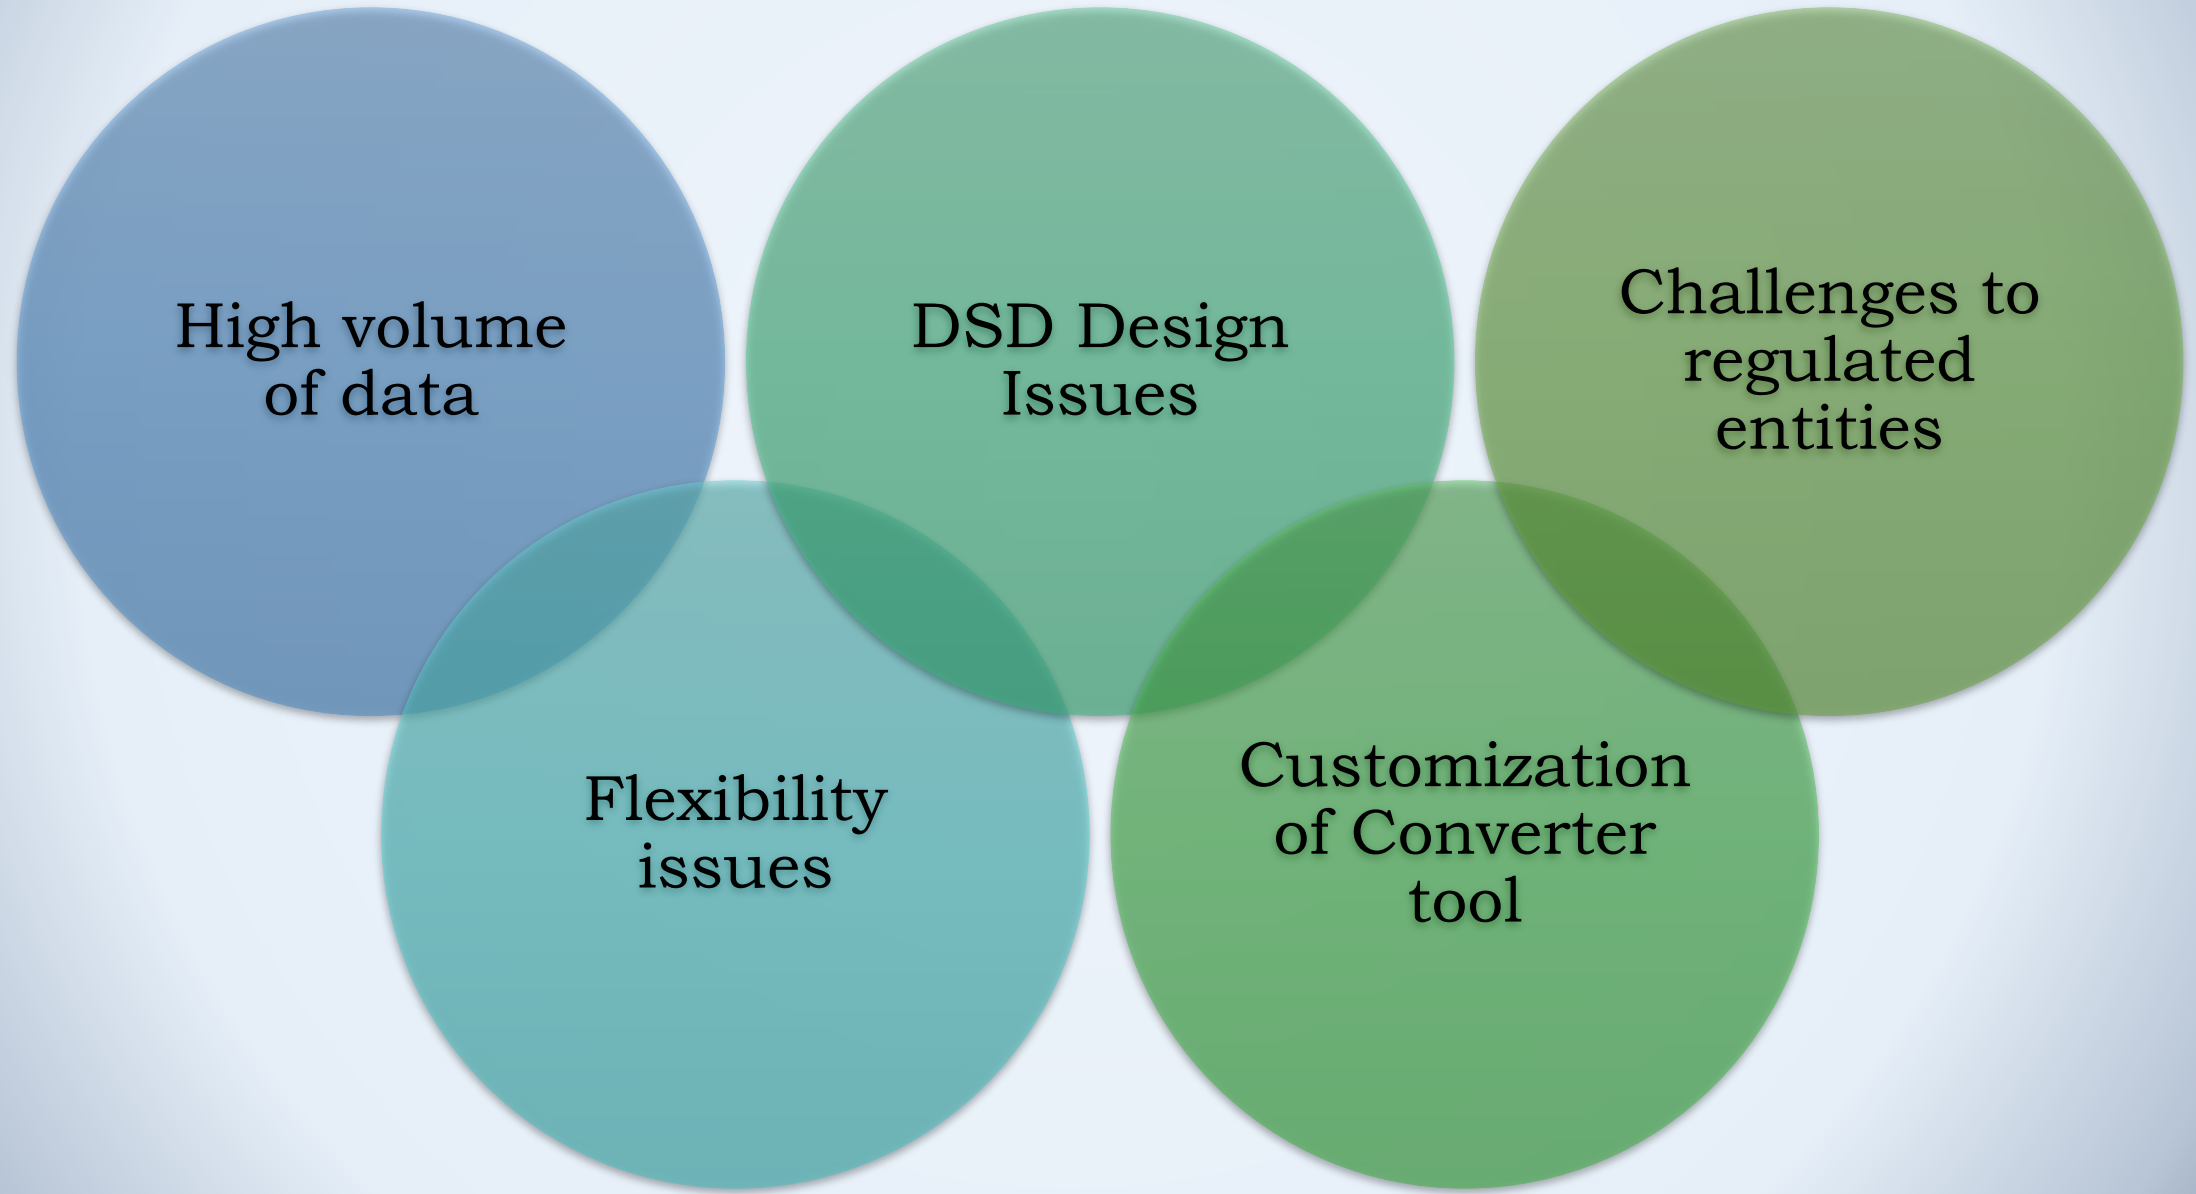 High volume
of data
Flexibility
issues
DSD Design
Issues
Customization
of Converter
tool
Challenges to
regulated
entities